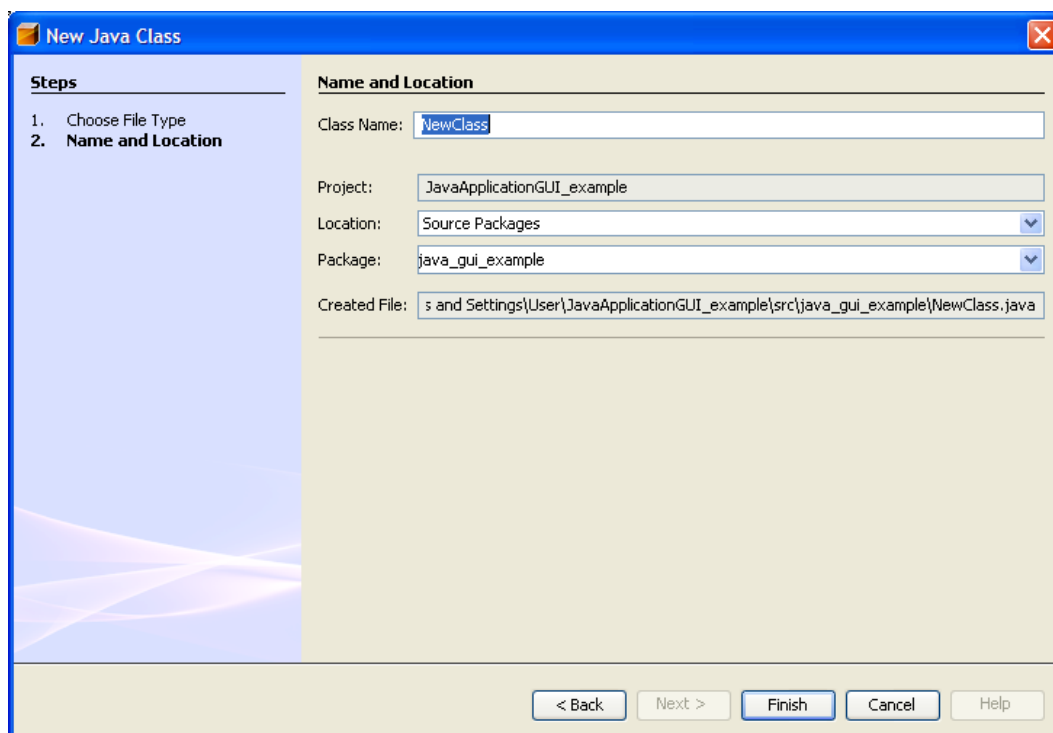 New Java Class
Steps
1. Choose File Type
2. Name and Location
Name and Location
Class Name: NewClass
Project: JavaApplicationGUI_example
Location: Source Packages
Package: java_gui_example
Created File: s and Settings\User\JavaApplicationGUI_example\src\java_gui_example\NewClass.java
< Back Next > Finish Cancel Help